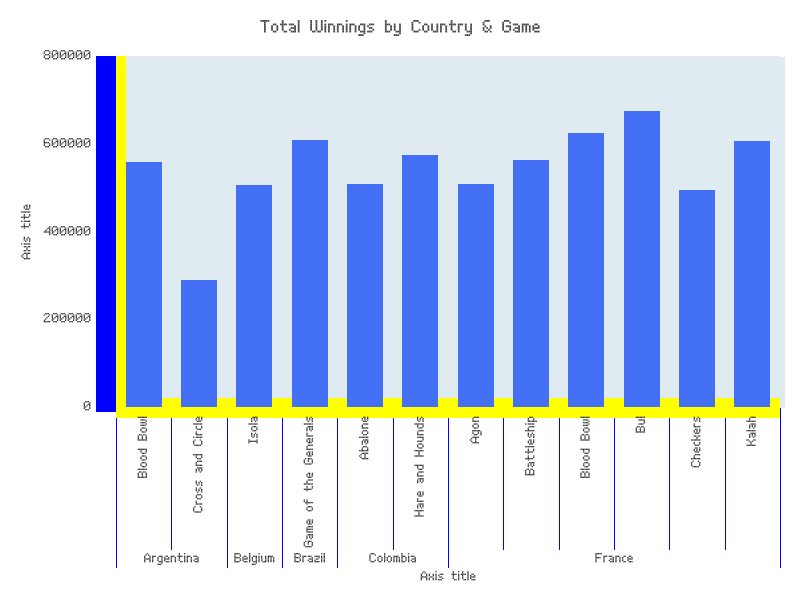 Total Winnings by Country & Game
800000
600000
400000
200000
0
Axis title
Blood Bowl
Cross and Circle
Isola
Game of the Generals
Abalone
Hare and Hounds
Agon
Battleship
Blood Bowl
Bul
Checkers
Kalah
Argentina
Belgium
Brazil
Colombia
France
Axis title